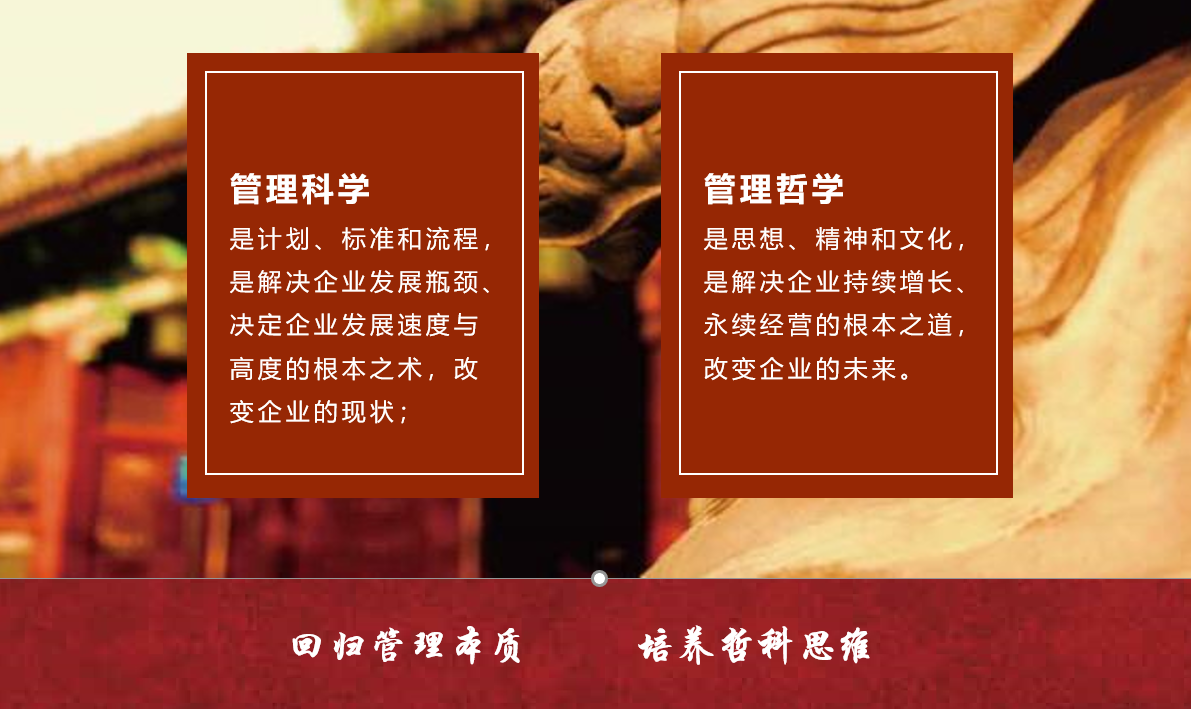 管理科学
是计划、标准和流程，
是解决企业发展瓶颈、
决定企业发展速度与
高度的根本之术，改
变企业的现状；
管理哲学
是思想、精神和文化，
是解决企业持续增长、
永续经营的根本之道，
改变企业的未来。
回归管理本质 培养哲科思维